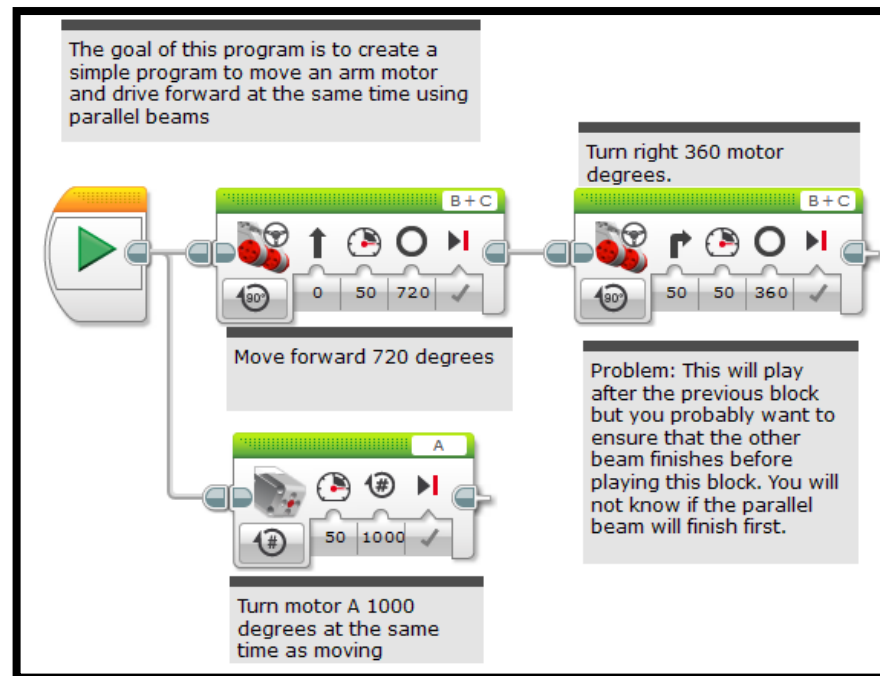 The goal of this program is to create a
simple program to move an arm motor
and drive forward at the same time using
parallel beams
Turn right 360 motor
degrees.
B + C
B + C
90°
0
50
720
90°
50
50
360
Move forward 720 degrees
Problem: This will play
after the previous block
but you probably want to
ensure that the other
beam finishes before
playing this block. You will
not know if the parallel
beam will finish first.
A
#
#
50
1000
Turn motor A 1000
degrees at the same
time as moving